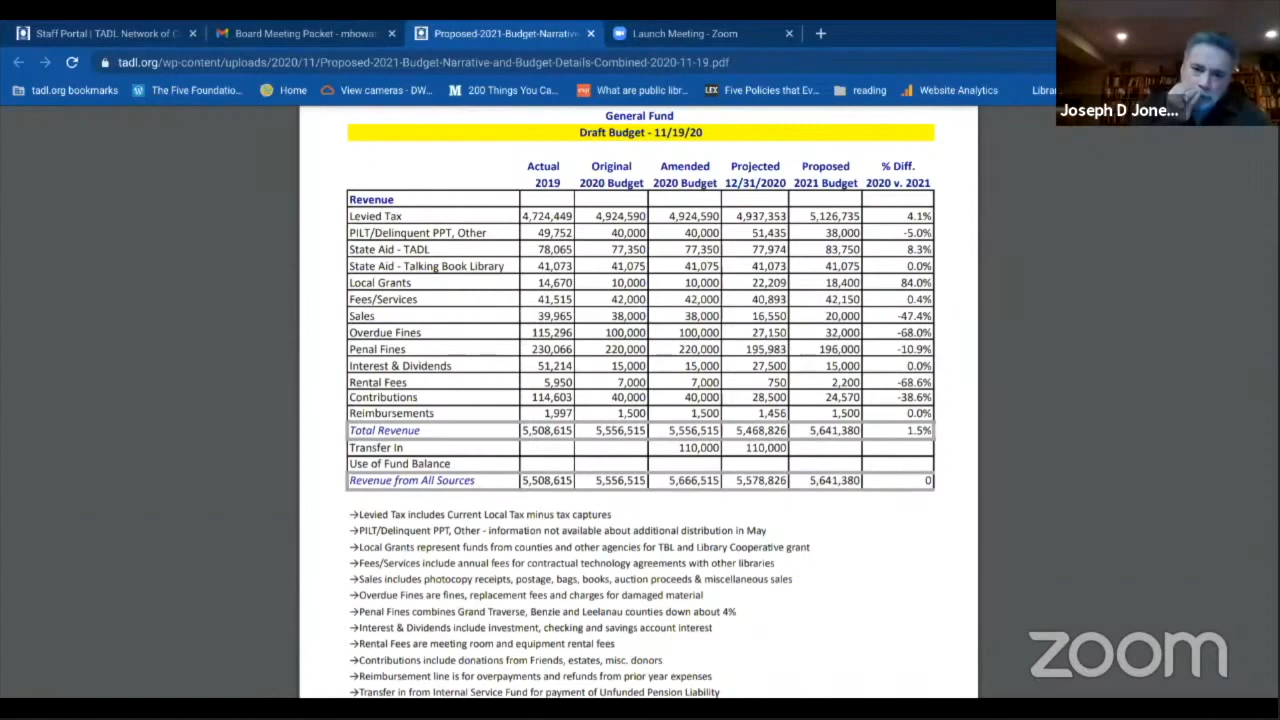 Staff Portal | TADL Network of C
Board Meeting Packet - mhowa
Proposed-2021-Budget-Narrative
Launch Meeting - Zoom
tadl.org/wp-content/uploads/2020/11/Proposed-2021-Budget-Narrative-and-Budget-Details-Combined-2020-11-19.pdf
tadl.org bookmarks
The Five Foundatio...
Home
View cameras - DW...
200 Things You Ca...
What are public libr...
LEX Five Policies that Ev...
reading
Website Analytics
Librar
Joseph D Jone...
General Fund
Draft Budget - 11/19/20
Actual Original Amended Projected Proposed % Diff.
2019 2020 Budget 2020 Budget 12/31/2020 2021 Budget 2020 v. 2021
Revenue
Levied Tax 4,724,449 4,924,590 4,924,590 4,937,353 5,126,735 4.1%
PILT/Delinquent PPT, Other 49,752 40,000 40,000 51,435 38,000 -5.0%
State Aid - TADL 78,065 77,350 77,350 77,974 83,750 8.3%
State Aid - Talking Book Library 41,073 41,075 41,075 41,073 41,075 0.0%
Local Grants 14,670 10,000 10,000 22,209 18,400 84.0%
Fees/Services 41,515 42,000 42,000 40,893 42,150 0.4%
Sales 39,965 38,000 38,000 16,550 20,000 -47.4%
Overdue Fines 115,296 100,000 100,000 27,150 32,000 -68.0%
Penal Fines 230,066 220,000 220,000 195,983 196,000 -10.9%
Interest & Dividends 51,214 15,000 15,000 27,500 15,000 0.0%
Rental Fees 5,950 7,000 7,000 750 2,200 -68.6%
Contributions 114,603 40,000 40,000 28,500 24,570 -38.6%
Reimbursements 1,997 1,500 1,500 1,456 1,500 0.0%
Total Revenue 5,508,615 5,556,515 5,556,515 5,468,826 5,641,380 1.5%
Transfer In 110,000 110,000
Use of Fund Balance
Revenue from All Sources 5,508,615 5,556,515 5,666,515 5,578,826 5,641,380 0
→Levied Tax includes Current Local Tax minus tax captures
→PILT/Delinquent PPT, Other - information not available about additional distribution in May
→Local Grants represent funds from counties and other agencies for TBL and Library Cooperative grant
→Fees/Services include annual fees for contractual technology agreements with other libraries
→Sales includes photocopy receipts, postage, bags, books, auction proceeds & miscellaneous sales
→Overdue Fines are fines, replacement fees and charges for damaged material
→Penal Fines combines Grand Traverse, Benzie and Leelanau counties down about 4%
→Interest & Dividends include investment, checking and savings account interest
→Rental Fees are meeting room and equipment rental fees
→Contributions include donations from Friends, estates, misc. donors
→Reimbursement line is for overpayments and refunds from prior year expenses
→Transfer in from Internal Service Fund for payment of Unfunded Pension Liability
zoom